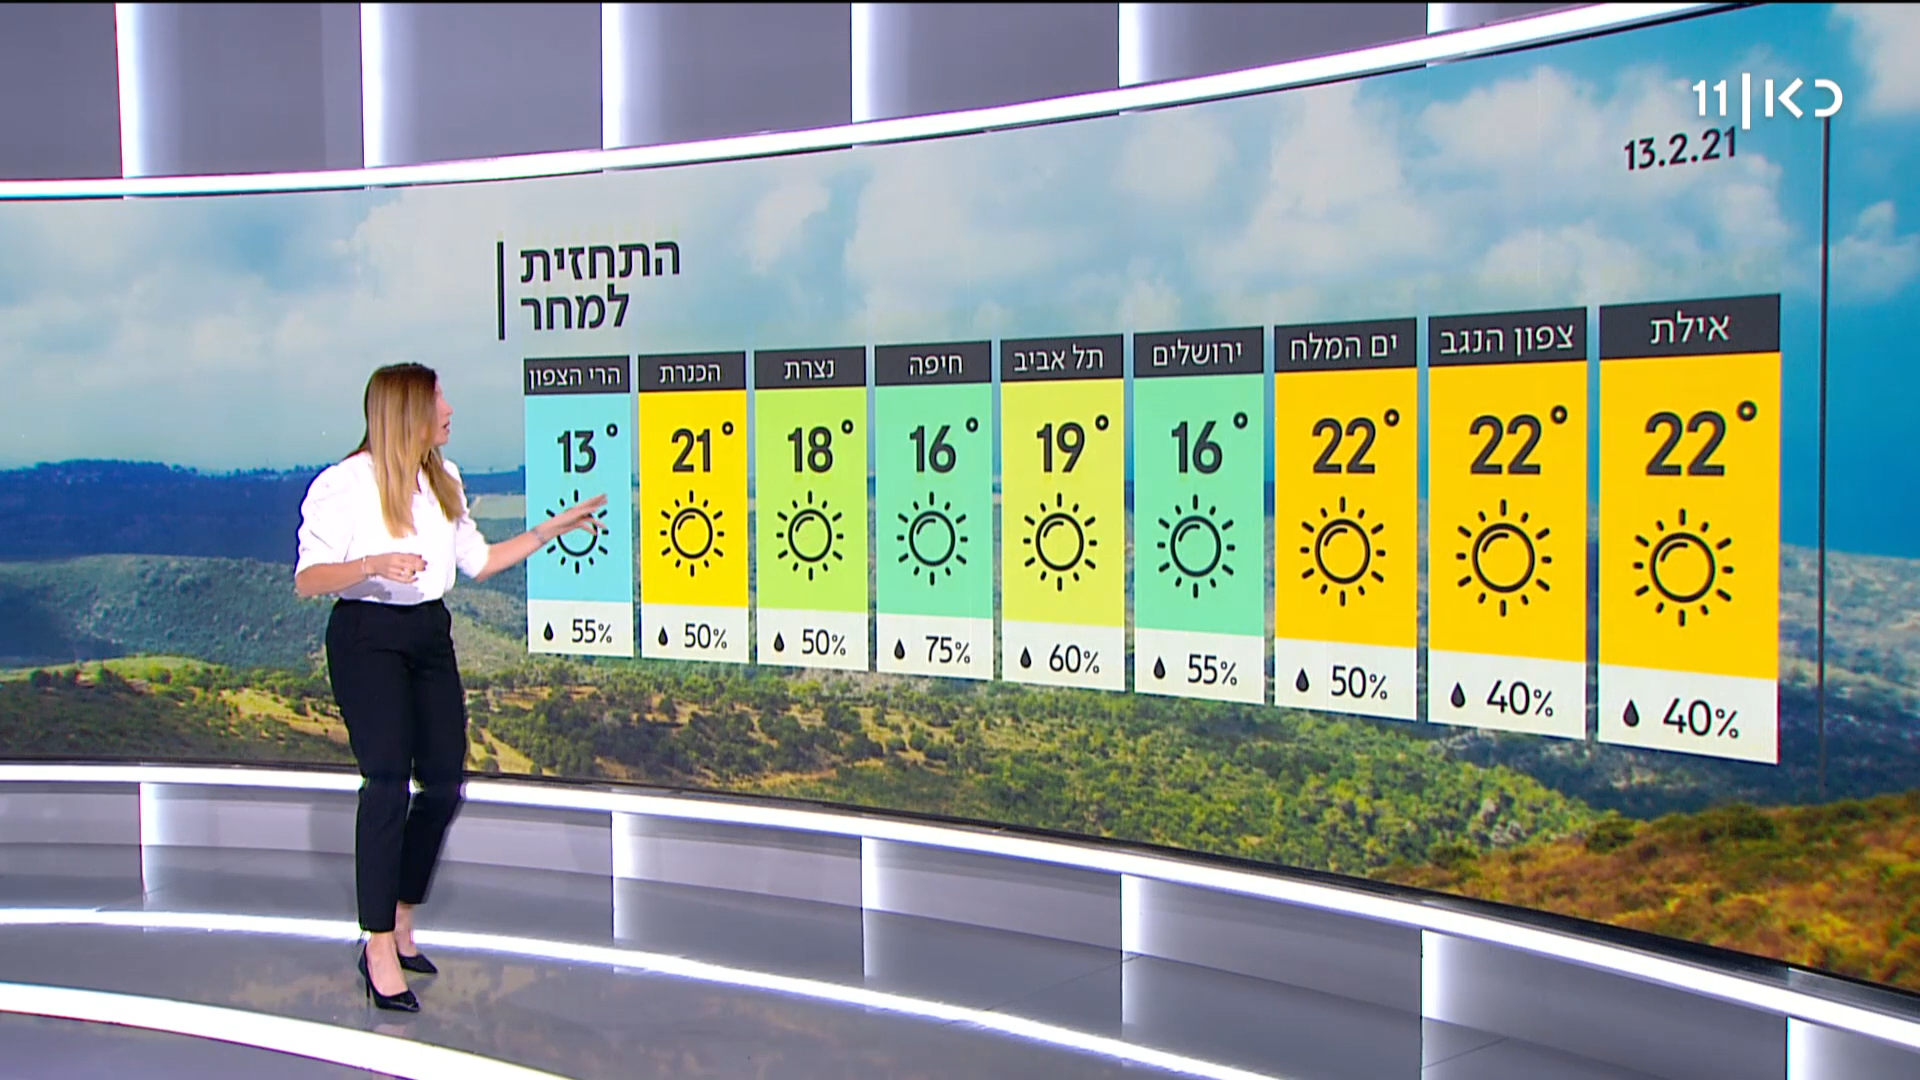 כאן 11
13.2.21
התחזית
למחר
אילת
22°
40%
צפון הנגב
22°
40%
ים המלח
22°
50%
ירושלים
16°
55%
תל אביב
19°
60%
חיפה
16°
75%
נצרת
18°
50%
הכנרת
21°
50%
הרי הצפון
13°
55%